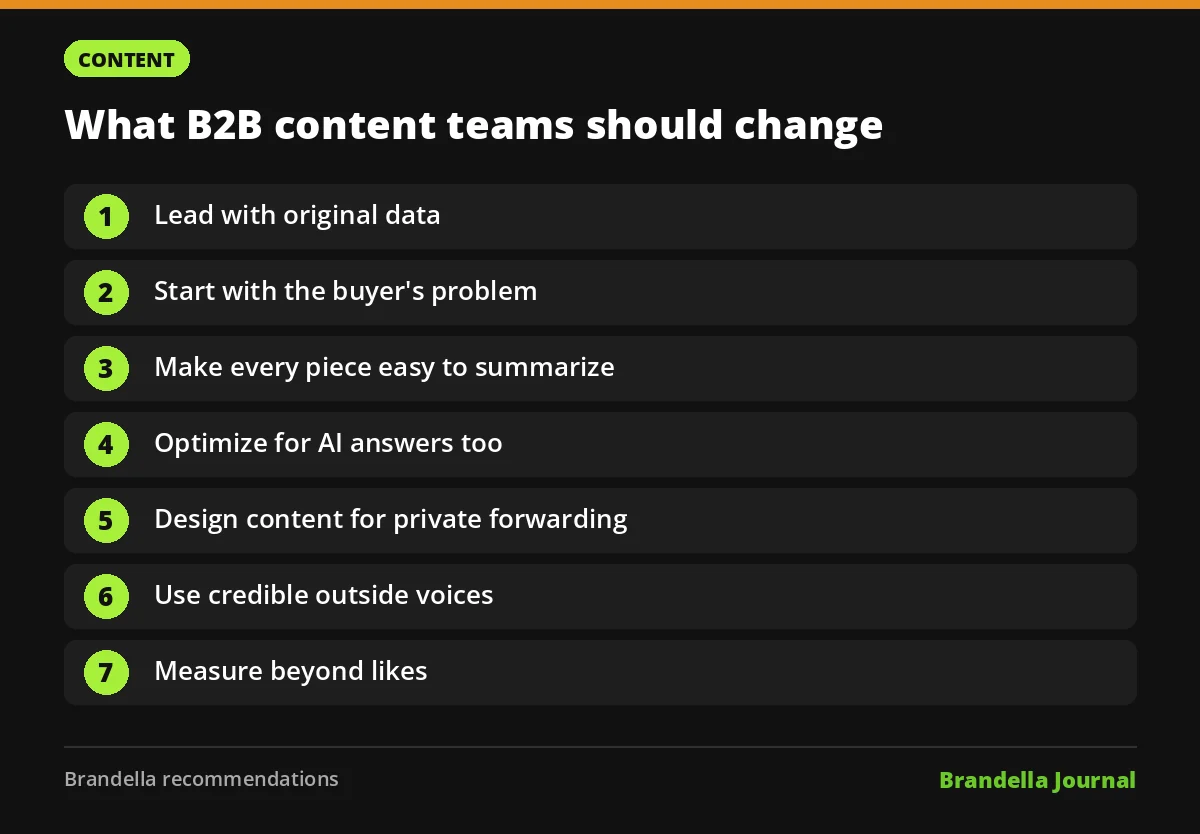 CONTENT
What B2B content teams should change
1 Lead with original data
2 Start with the buyer's problem
3 Make every piece easy to summarize
4 Optimize for AI answers too
5 Design content for private forwarding
6 Use credible outside voices
7 Measure beyond likes
Brandella recommendations
Brandella Journal